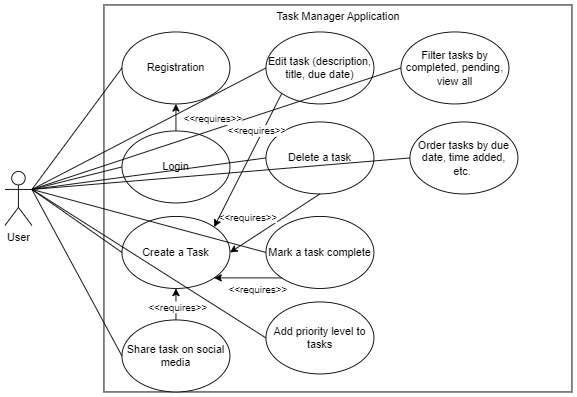 Task Manager Application
Registration
Edit task (description,
title, due date)
Filter tasks by
completed, pending,
view all
<<requires>>
<<requires>>
Login
Delete a task
Order tasks by due
date, time added,
etc.
User
<<requires>>
Create a Task
Mark a task complete
<<requires>>
<<requires>>
Share task on social
media
Add priority level to
tasks